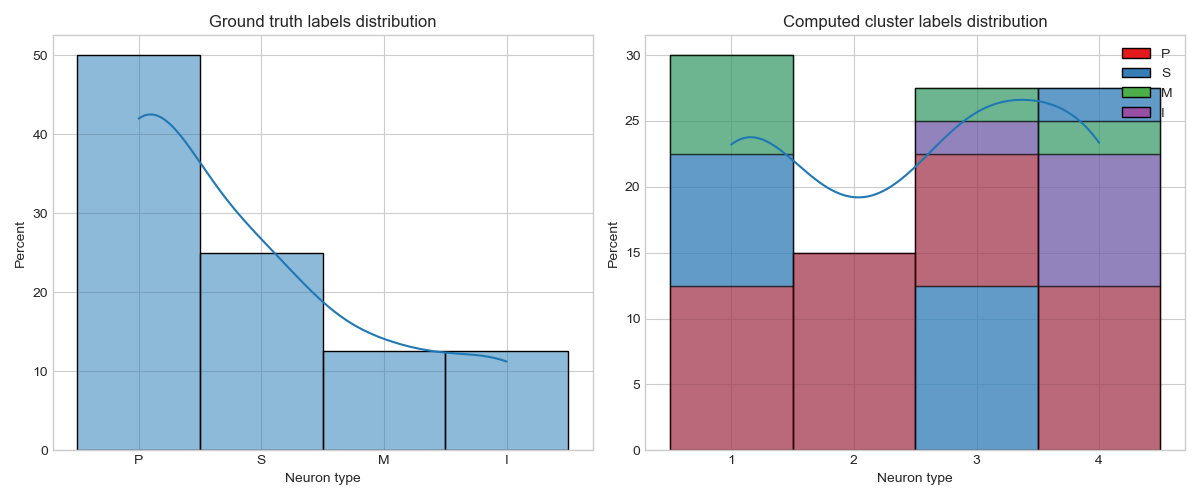 Ground truth labels distribution
50
40
30
20
10
0
Percent
P S M I
Neuron type
Computed cluster labels distribution
30
25
20
15
10
5
0
Percent
1 2 3 4
Neuron type
P
S
M
I